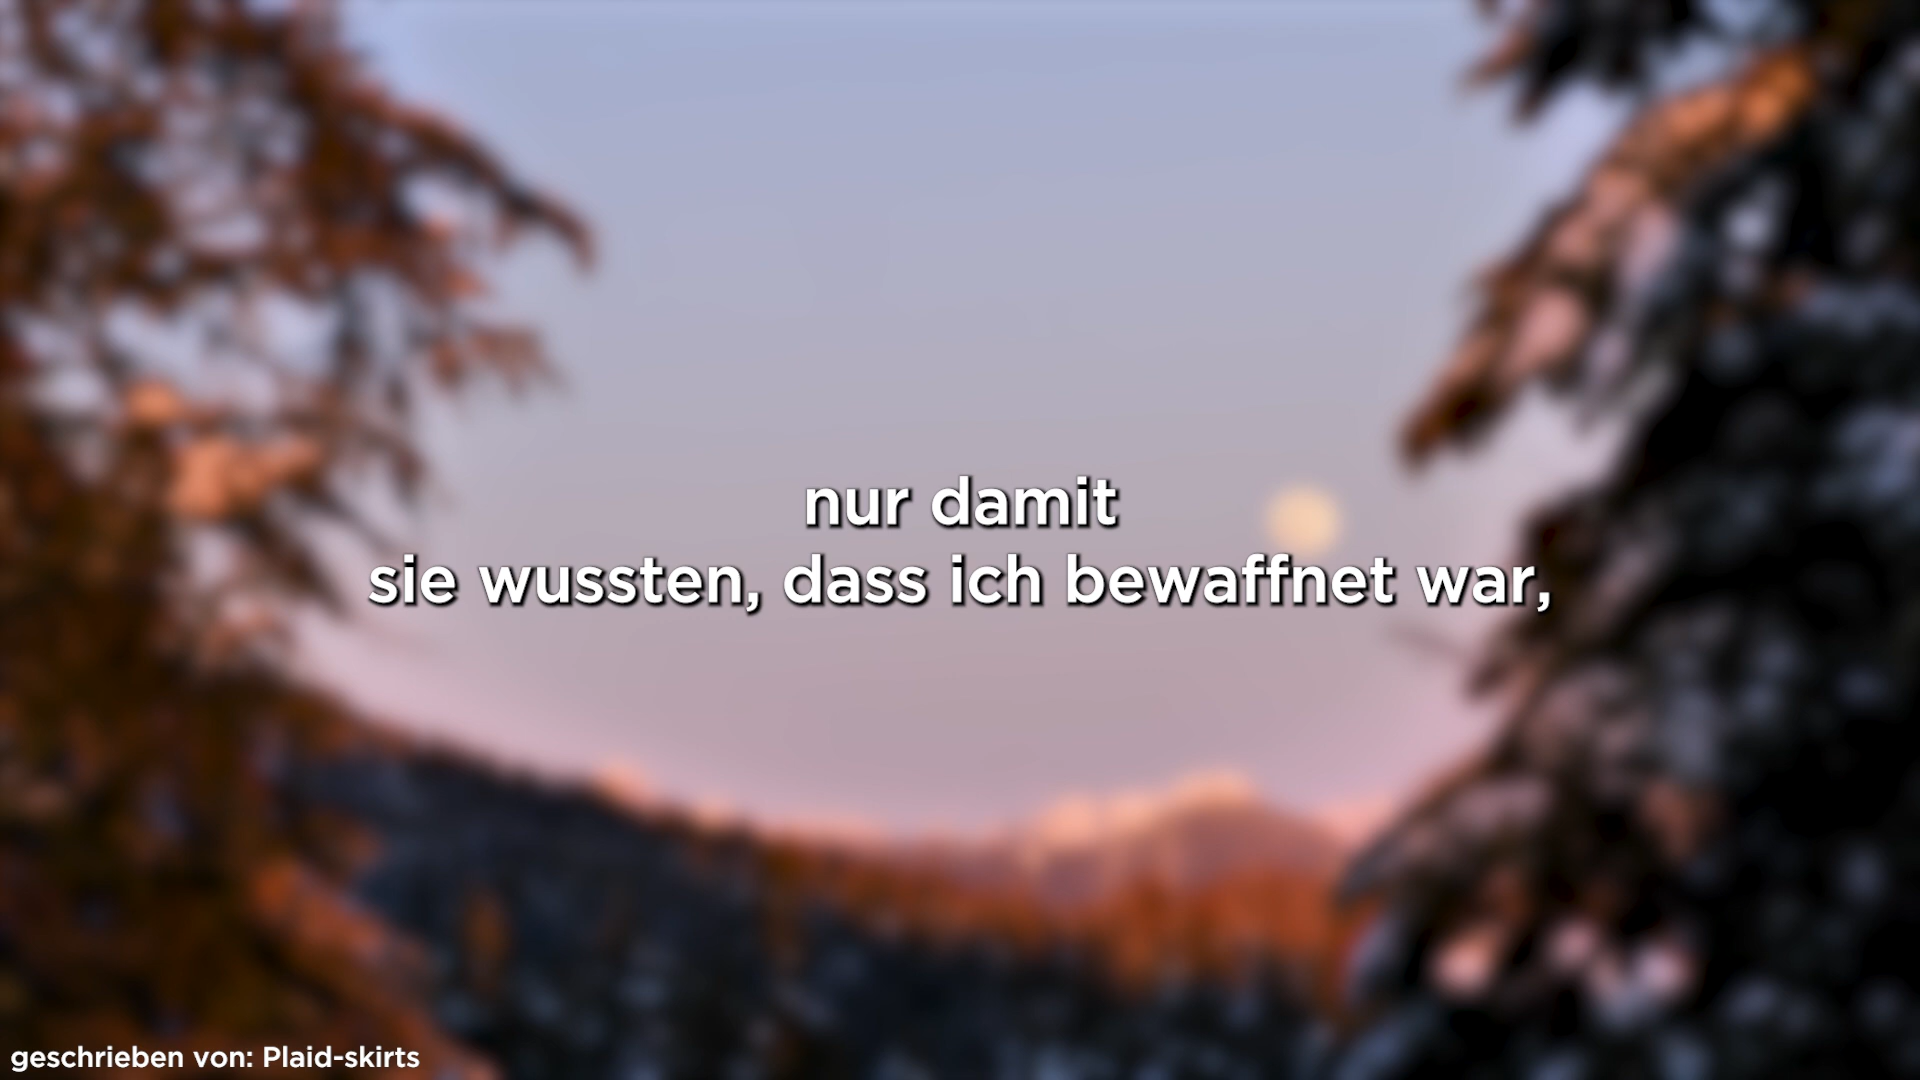 nur damit
sie wussten, dass ich bewaffnet war,
geschrieben von: Plaid-skirts